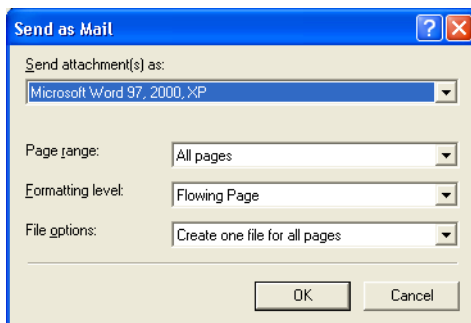 Send as Mail
Send attachment(s) as:
Microsoft Word 97, 2000, XP
Page range: All pages
Formatting level: Flowing Page
File options: Create one file for all pages
OK Cancel